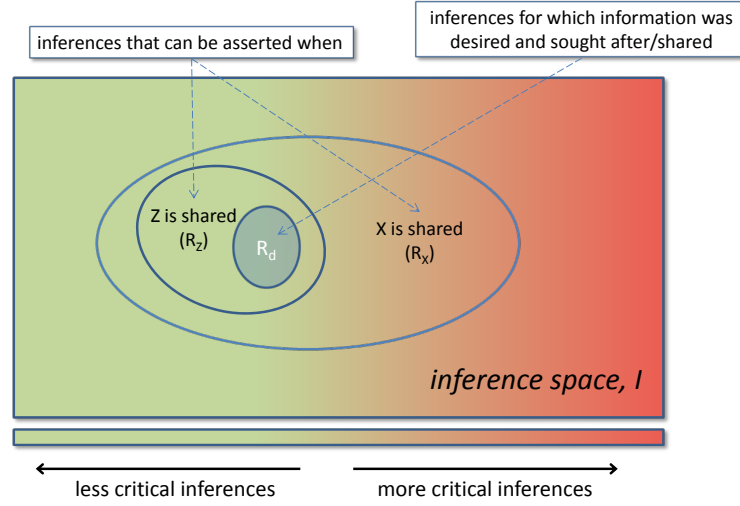 inferences for which information was
desired and sought after/shared
inferences that can be asserted when
Z is shared
(R_Z)
R_d
X is shared
(R_X)
inference space, I
less critical inferences
more critical inferences